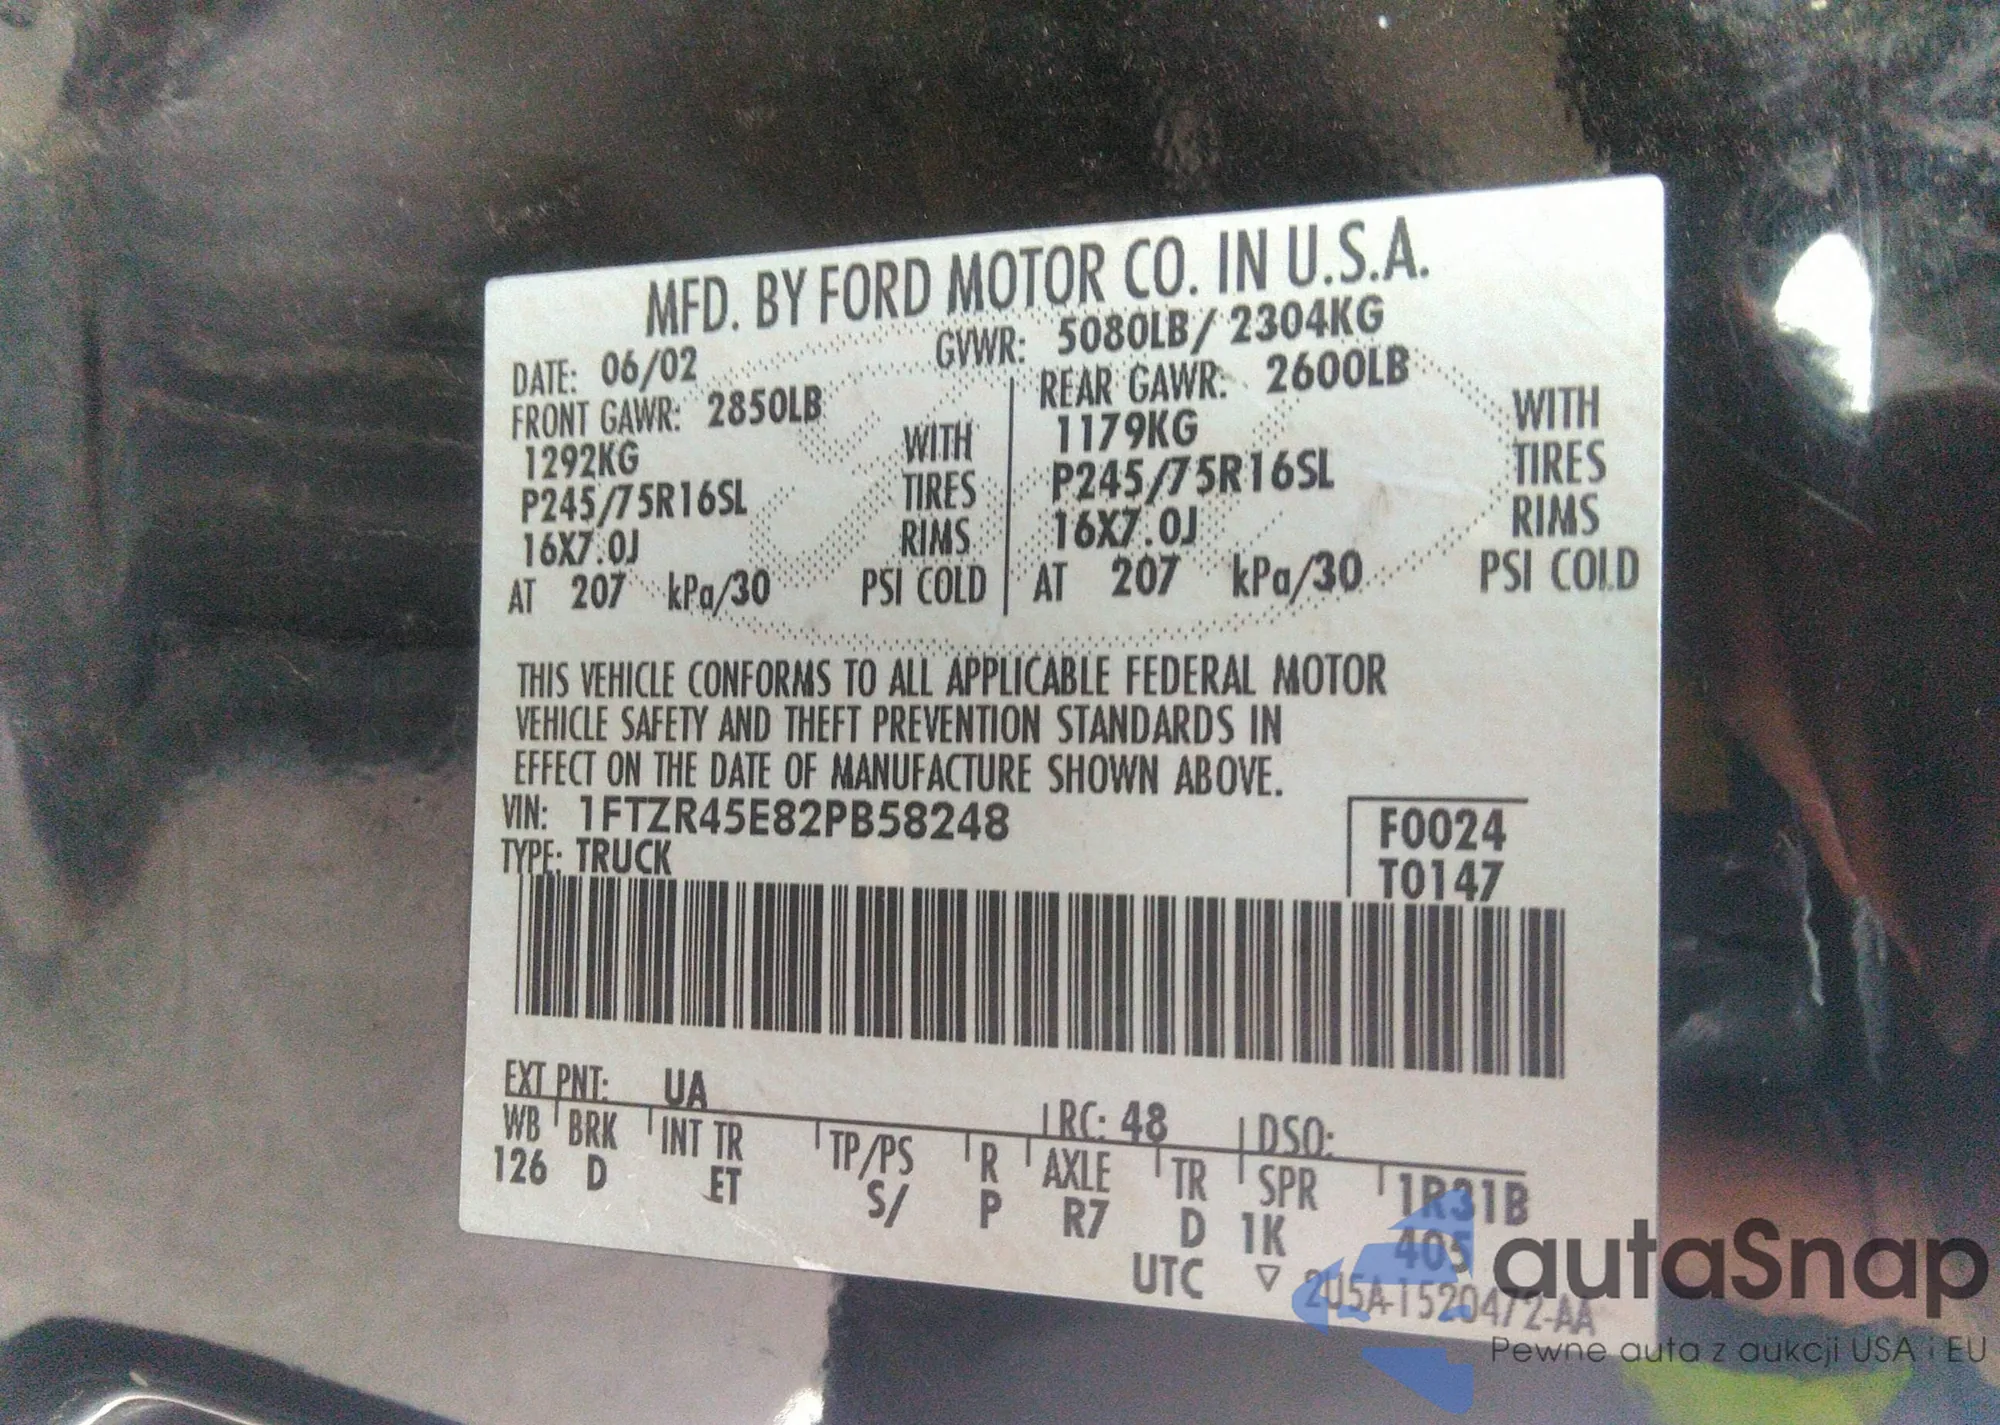 MFD. BY FORD MOTOR CO. IN U.S.A.
DATE: 06/02 GVWR: 5080LB/ 2304KG
FRONT GAWR: 2850LB REAR GAWR: 2600LB
1292KG WITH 1179KG WITH
P245/75R16SL TIRES P245/75R16SL TIRES
16X7.0J RIMS 16X7.0J RIMS
AT 207 kPa/30 PSI COLD AT 207 kPa/30 PSI COLD
THIS VEHICLE CONFORMS TO ALL APPLICABLE FEDERAL MOTOR
VEHICLE SAFETY AND THEFT PREVENTION STANDARDS IN
EFFECT ON THE DATE OF MANUFACTURE SHOWN ABOVE.
VIN: 1FTZR45E82PB58248 F0024
TYPE: TRUCK T0147
EXT PNT: UA RC: 48 DSO:
WB BRK INT TR TP/PS R AXLE TR SPR 1R31B
126 D ET S/ P R7 D 1K 405
UTC ▽ 2U5A-1520472-AA
autaSnap
Pewne auta z aukcji USA i EU